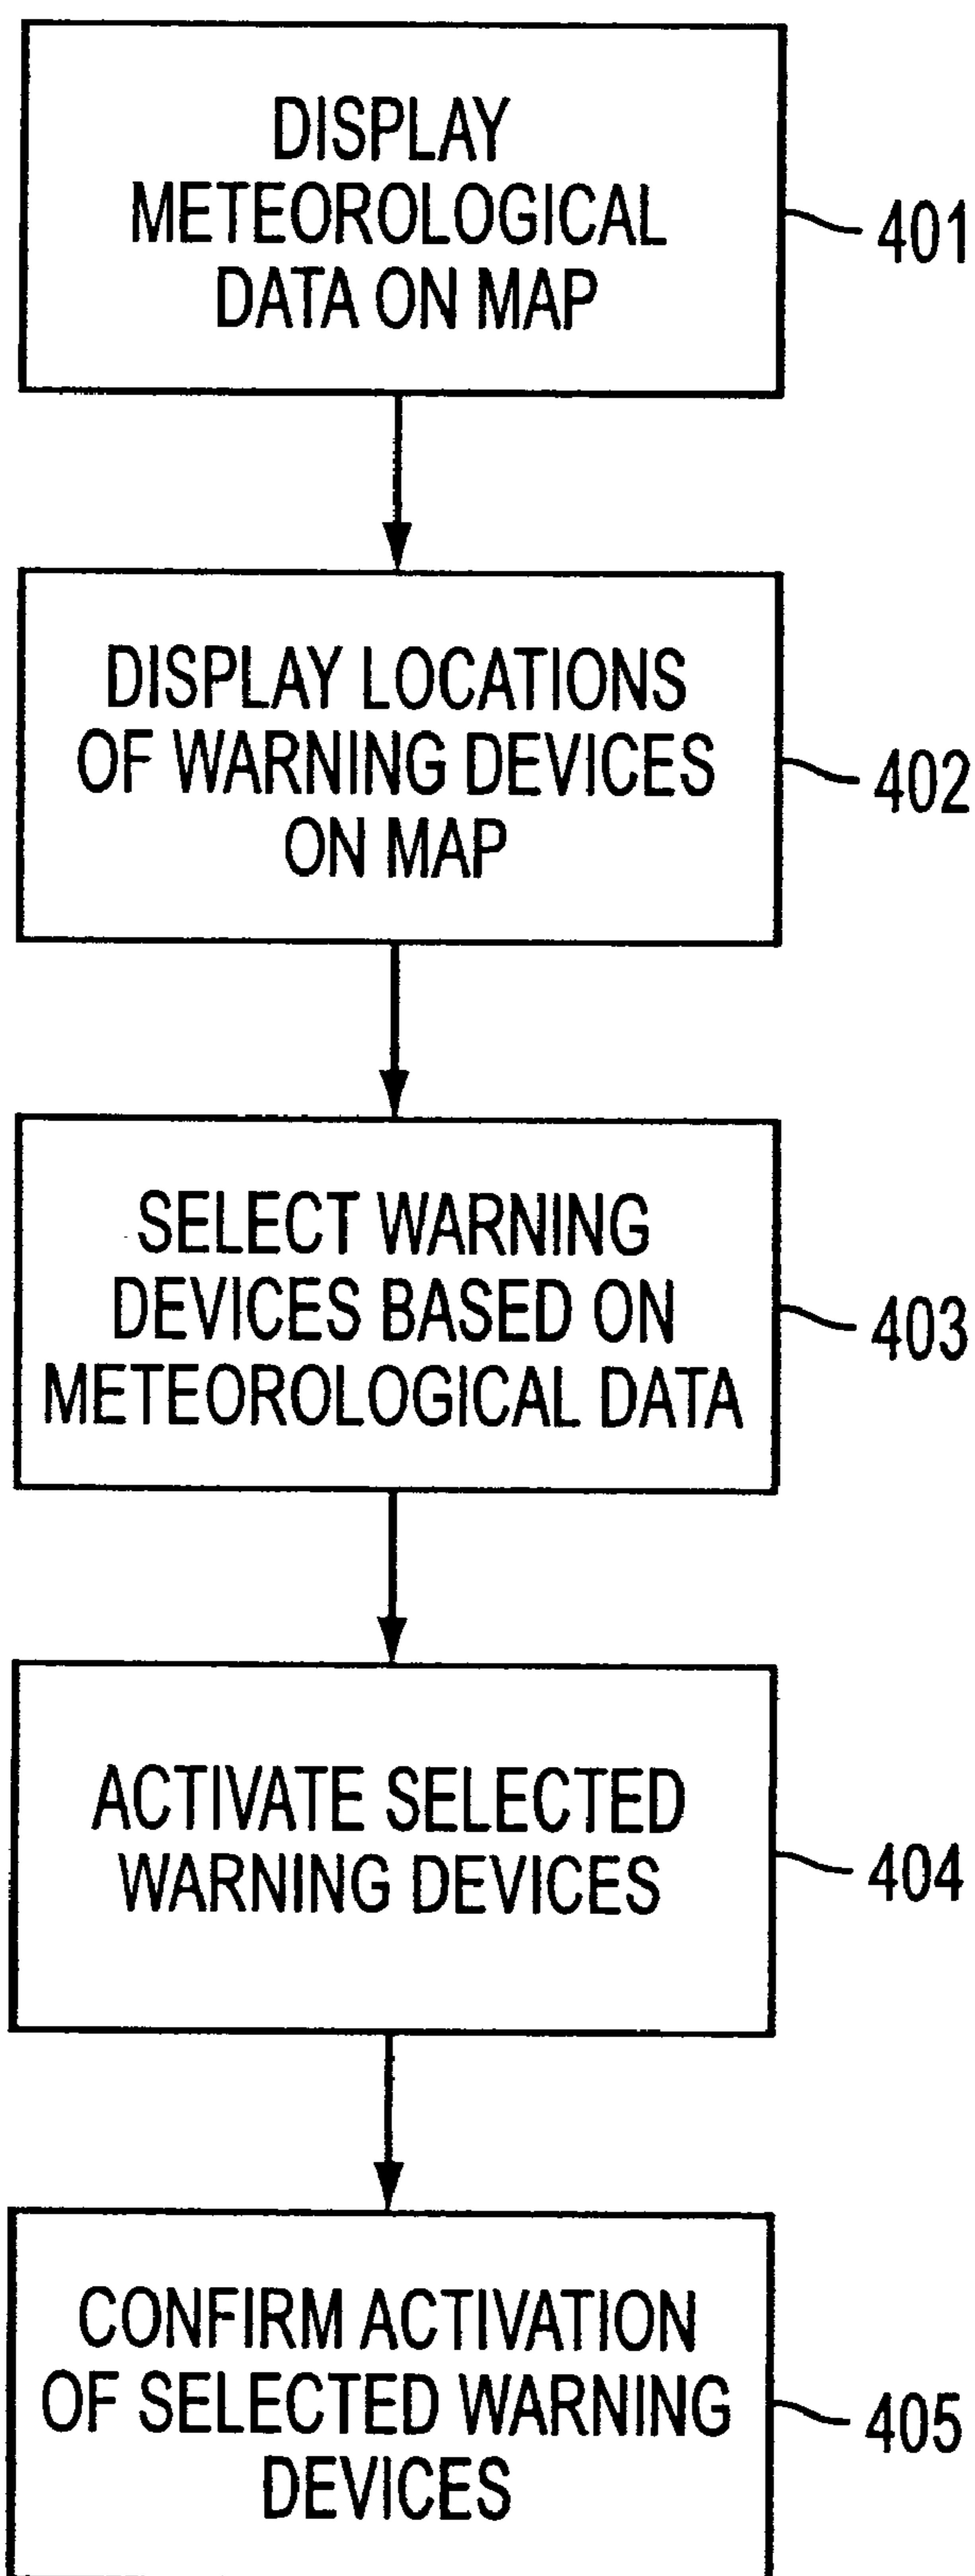 DISPLAY
METEOROLOGICAL
DATA ON MAP
401
DISPLAY LOCATIONS
OF WARNING DEVICES
ON MAP
402
SELECT WARNING
DEVICES BASED ON
METEOROLOGICAL DATA
403
ACTIVATE SELECTED
WARNING DEVICES
404
CONFIRM ACTIVATION
OF SELECTED WARNING
DEVICES
405